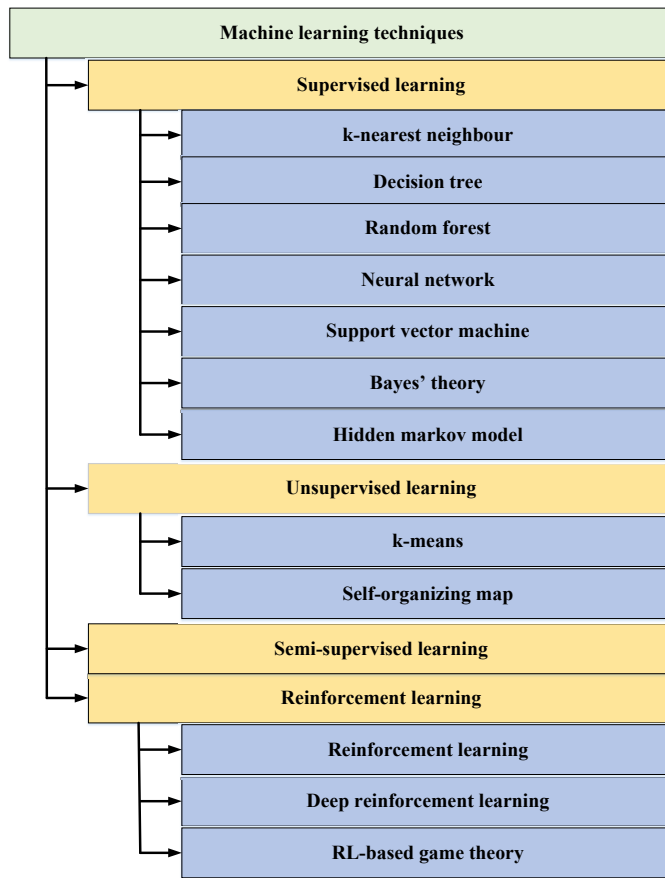 Machine learning techniques
Supervised learning
k-nearest neighbour
Decision tree
Random forest
Neural network
Support vector machine
Bayes’ theory
Hidden markov model
Unsupervised learning
k-means
Self-organizing map
Semi-supervised learning
Reinforcement learning
Reinforcement learning
Deep reinforcement learning
RL-based game theory